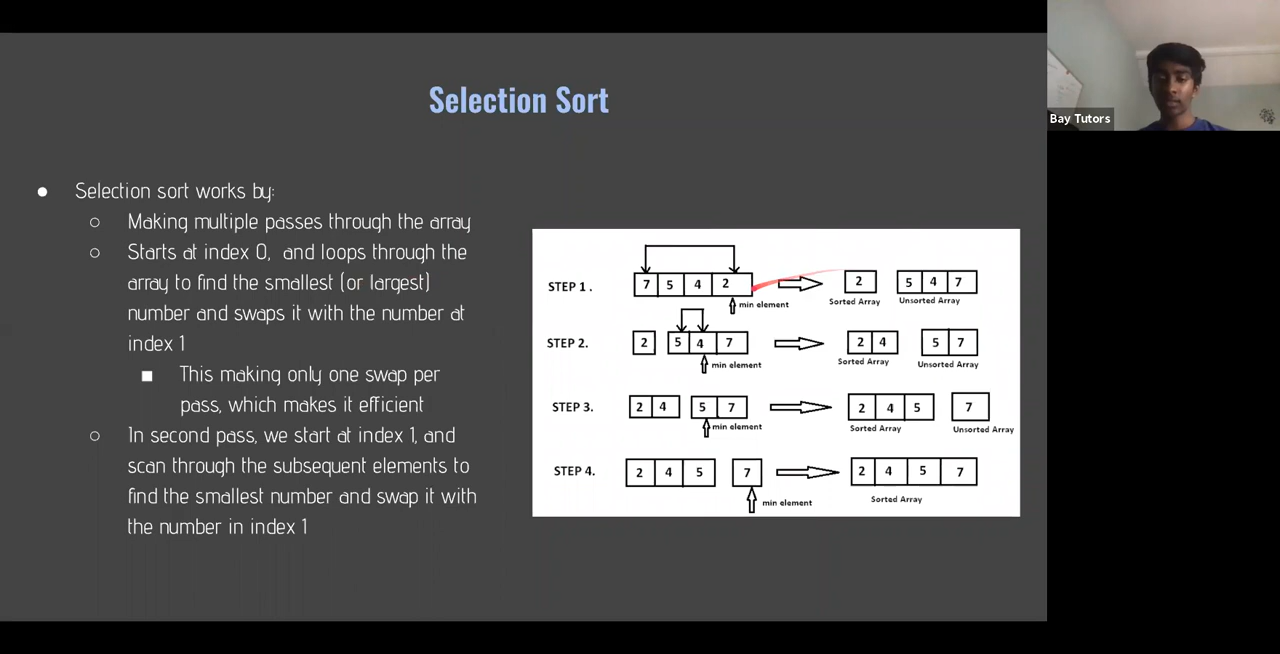 Selection Sort
Bay Tutors
Selection sort works by:
Making multiple passes through the array
Starts at index 0, and loops through the
array to find the smallest (or largest)
number and swaps it with the number at
index 1
This making only one swap per
pass, which makes it efficient
In second pass, we start at index 1, and
scan through the subsequent elements to
find the smallest number and swap it with
the number in index 1
STEP 1 . 7 5 4 2 2 5 4 7
min element Sorted Array Unsorted Array
STEP 2. 2 5 4 7 2 4 5 7
min element Sorted Array Unsorted Array
STEP 3. 2 4 5 7 2 4 5 7
min element Sorted Array Unsorted Array
STEP 4. 2 4 5 7 2 4 5 7
min element Sorted Array